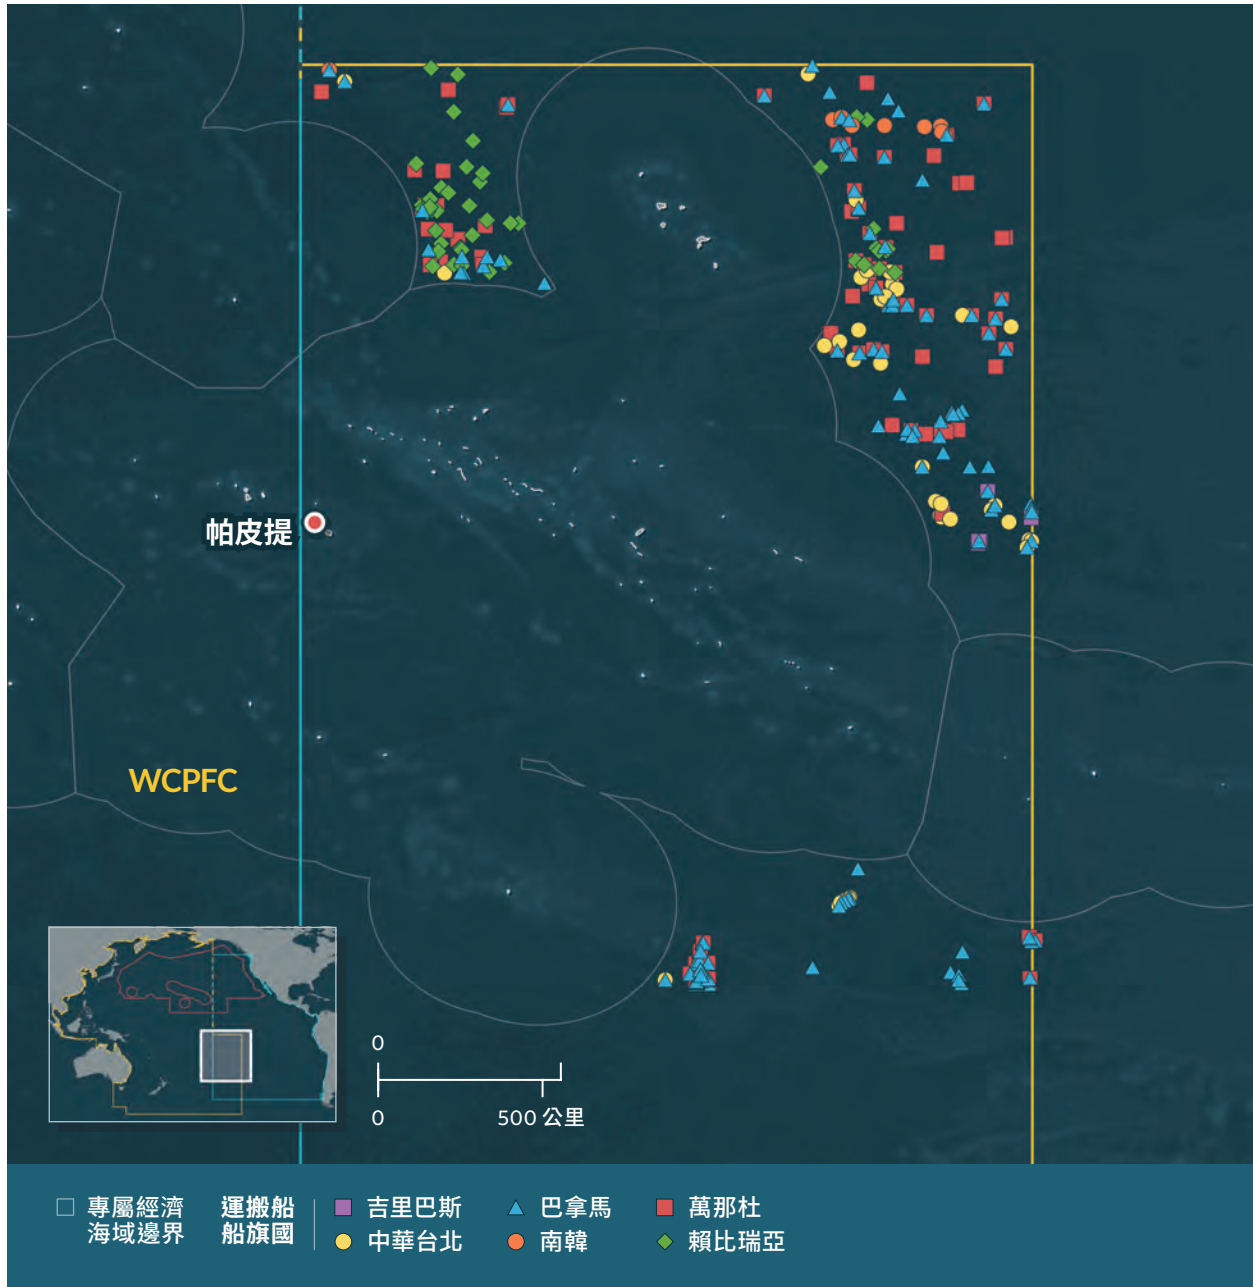 帕皮提
WCPFC
0
0
500 公里
專屬經濟
海域邊界
運搬船
船旗國
吉里巴斯
巴拿馬
萬那杜
中華台北
南韓
賴比瑞亞